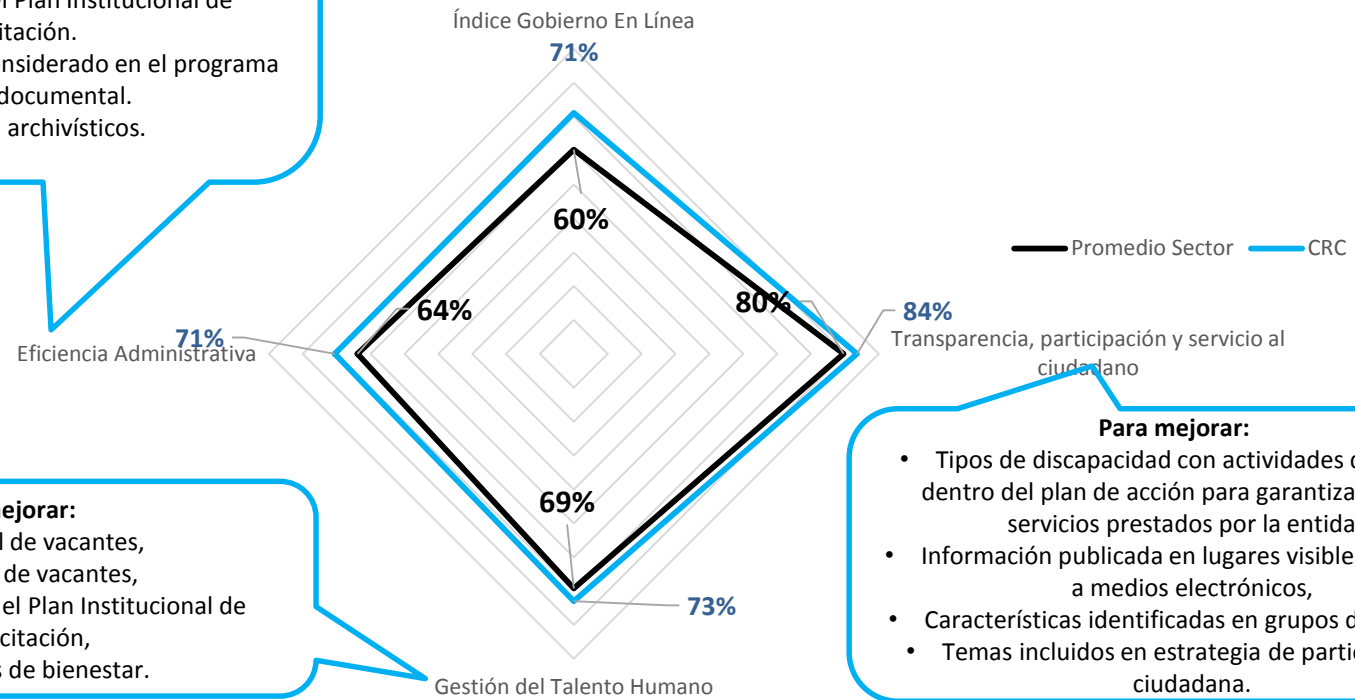 l Plan Institucional de
itación.
onsiderado en el programa
documental.
archivísticos.
Índice Gobierno En Línea
71%
60%
Promedio Sector
CRC
64%
71%
Eficiencia Administrativa
80%
84%
Transparencia, participación y servicio al
ciudadano
69%
73%
Gestión del Talento Humano
ejorar:
l de vacantes,
de vacantes,
el Plan Institucional de
citación,
s de bienestar.
Para mejorar:
• Tipos de discapacidad con actividades
dentro del plan de acción para garantiza
servicios prestados por la entida
• Información publicada en lugares visible
a medios electrónicos,
• Características identificadas en grupos d
• Temas incluidos en estrategia de partic
ciudadana.